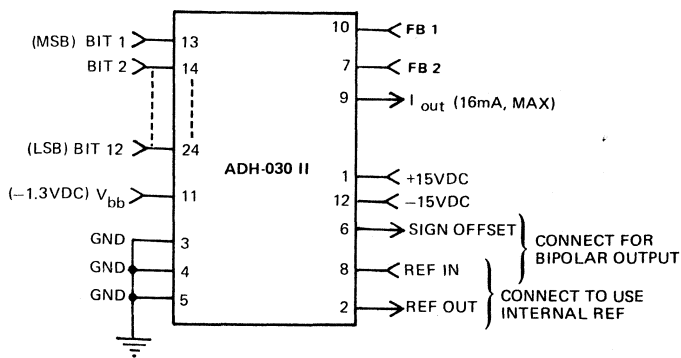 10 FB 1
(MSB) BIT 1 13
BIT 2 14
7 FB 2
9 I out (16mA, MAX)
(LSB) BIT 12 24
ADH-030 II
1 +15VDC
(−1.3VDC) Vbb 11
12 −15VDC
6 SIGN OFFSET
CONNECT FOR
BIPOLAR OUTPUT
GND 3
GND 4
GND 5
8 REF IN
2 REF OUT
CONNECT TO USE
INTERNAL REF